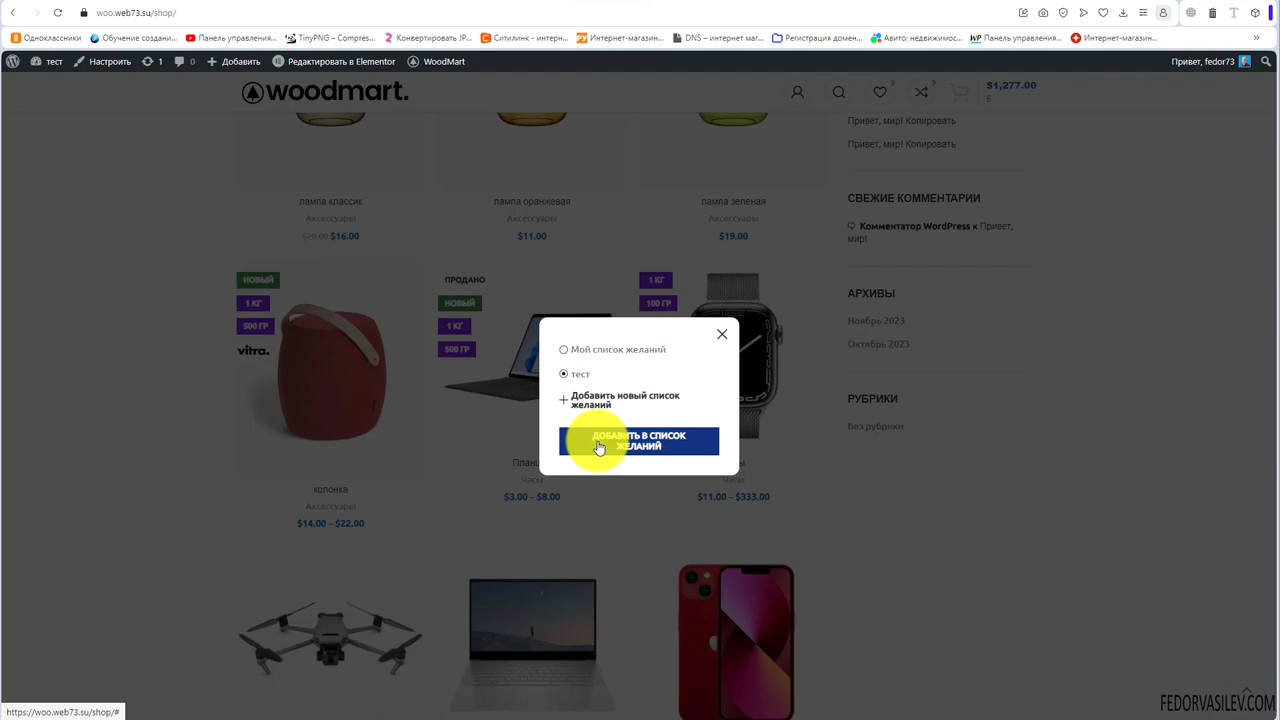 woo.web73.su/shop/
Одноклассники
Обучение создани...
Панель управления...
TinyPNG – Compres...
Конвертировать JP...
Ситилинк - интерн...
Интернет-магазин...
DNS – интернет маг...
Регистрация домен...
Авито: недвижимос...
Панель управления...
Интернет-магазин...
»
тест
Настроить
1
0
Добавить
Редактировать в Elementor
WoodMart
Привет, fedor73
woodmart.
$1,277.00
6
Привет, мир! Копировать
Привет, мир! Копировать
лампа классик
лампа оранжевая
лампа зеленая
Аксессуары
Аксессуары
Аксессуары
$20.00 $16.00
$11.00
$19.00
СВЕЖИЕ КОММЕНТАРИИ
Комментатор WordPress к Привет,
мир!
АРХИВЫ
Ноябрь 2023
Октябрь 2023
РУБРИКИ
Без рубрики
НОВЫЙ
1 КГ
500 ГР
vitra.
ПРОДАНО
НОВЫЙ
1 КГ
500 ГР
1 КГ
100 ГР
Мой список желаний
тест
Добавить новый список
желаний
ДОБАВИТЬ В СПИСОК
ЖЕЛАНИЙ
колонка
Аксессуары
$14.00 – $22.00
Часы
$3.00 – $8.00
Часы
$11.00 – $333.00
https://woo.web73.su/shop/#
FEDORVASILEV.COM